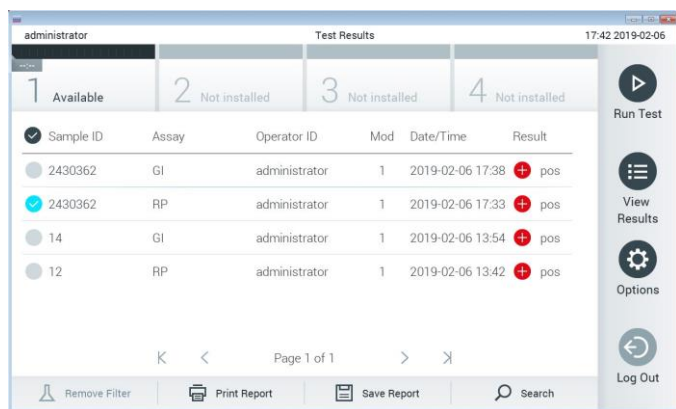 administrator Test Results 17:42 2019-02-06
--:--
1 Available 2 Not installed 3 Not installed 4 Not installed
Run Test
Sample ID Assay Operator ID Mod Date/Time Result
2430362 GI administrator 1 2019-02-06 17:38 pos
2430362 RP administrator 1 2019-02-06 17:33 pos
View
Results
14 GI administrator 1 2019-02-06 13:54 pos
12 RP administrator 1 2019-02-06 13:42 pos
Options
Page 1 of 1
Log Out
Remove Filter Print Report Save Report Search